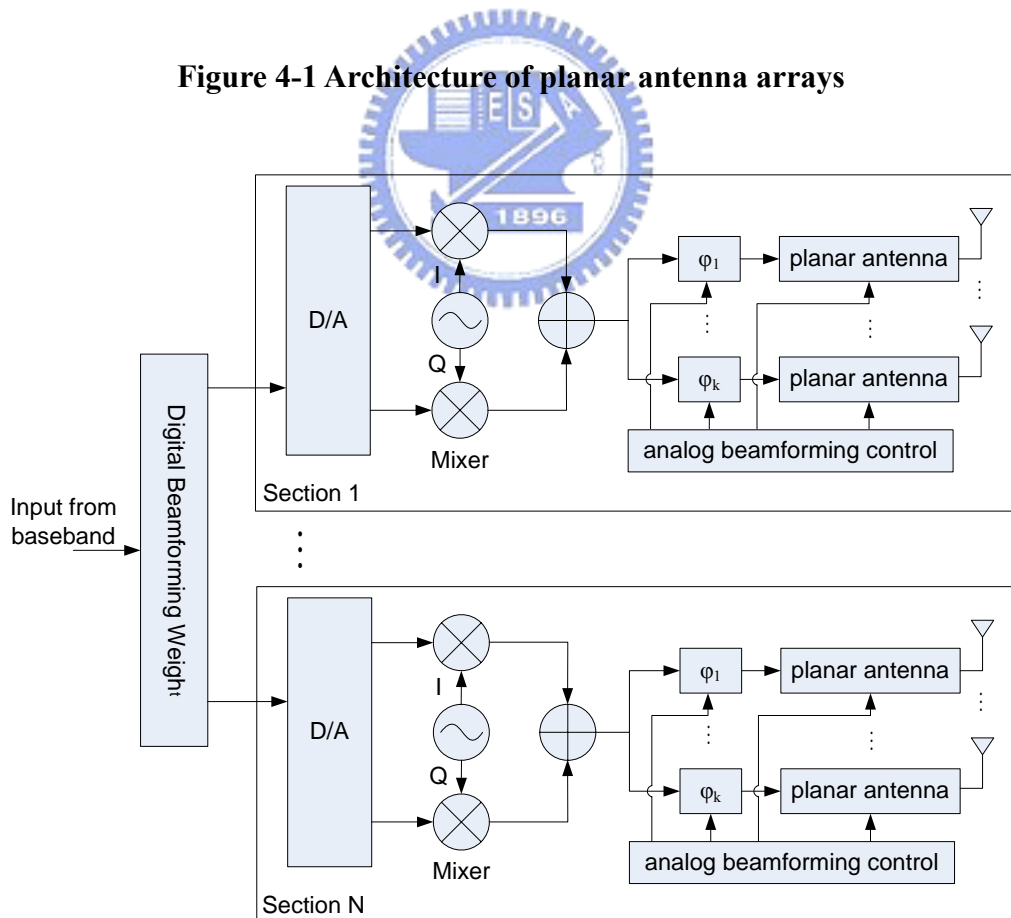 Figure 4-1 Architecture of planar antenna arrays
E S A
1896
D/A
I
Q
Mixer
φ1
⋮
φk
planar antenna
⋮
planar antenna
⋮
analog beamforming control
Section 1
Input from
baseband
Digital Beamforming Weight
⋮
D/A
I
Q
Mixer
φ1
⋮
φk
planar antenna
⋮
planar antenna
⋮
analog beamforming control
Section N